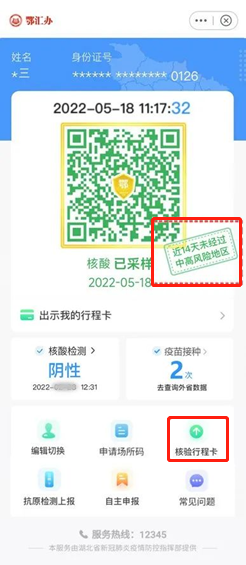 鄂汇办
姓名
身份证号
*三
****** ******** 0126
2022-05-18 11:17:32
鄂
核酸 已采样
2022-05-18
近14天未经过
中高风险地区
出示我的行程卡
核酸检测
疫苗接种
阴性
2次
2022- 12:31
去查询外省数据
编辑切换
申请场所码
核验行程卡
抗原检测上报
自主申报
常见问题
服务热线：12345
本服务由湖北省新冠肺炎疫情防控指挥部提供